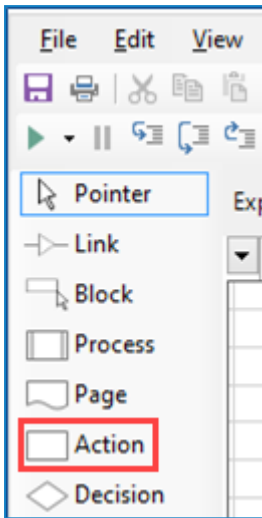 File Edit View
Pointer
Link
Block
Process
Page
Action
Decision